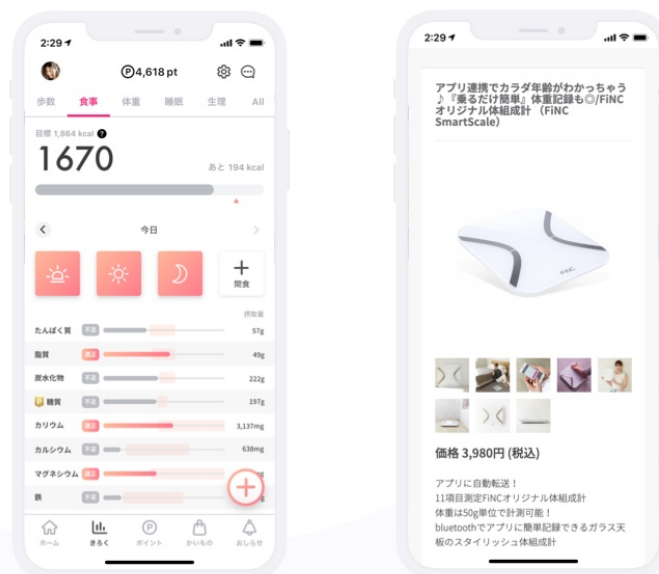 2:29
4,618 pt
歩数 食事 体重 睡眠 生理 All
目標 1,864 kcal
1670
あと 194 kcal
今日
間食
摂取量
たんぱく質 不足 57g
脂質 適正 49g
炭水化物 不足 222g
糖質 不足 197g
カリウム 適正 3,137mg
カルシウム 不足 638mg
マグネシウム 適正
鉄 不足
ホーム きろく ポイント かいもの おしらせ
2:29
アプリ連携でカラダ年齢がわかっちゃう
♪『乗るだけ簡単』体重記録も◎/FiNC
オリジナル体組成計 （FiNC
SmartScale）
FiNC
価格 3,980円 (税込)
アプリに自動転送！
11項目測定FiNCオリジナル体組成計
体重は50g単位で計測可能！
bluetoothでアプリに簡単記録できるガラス天
板のスタイリッシュ体組成計